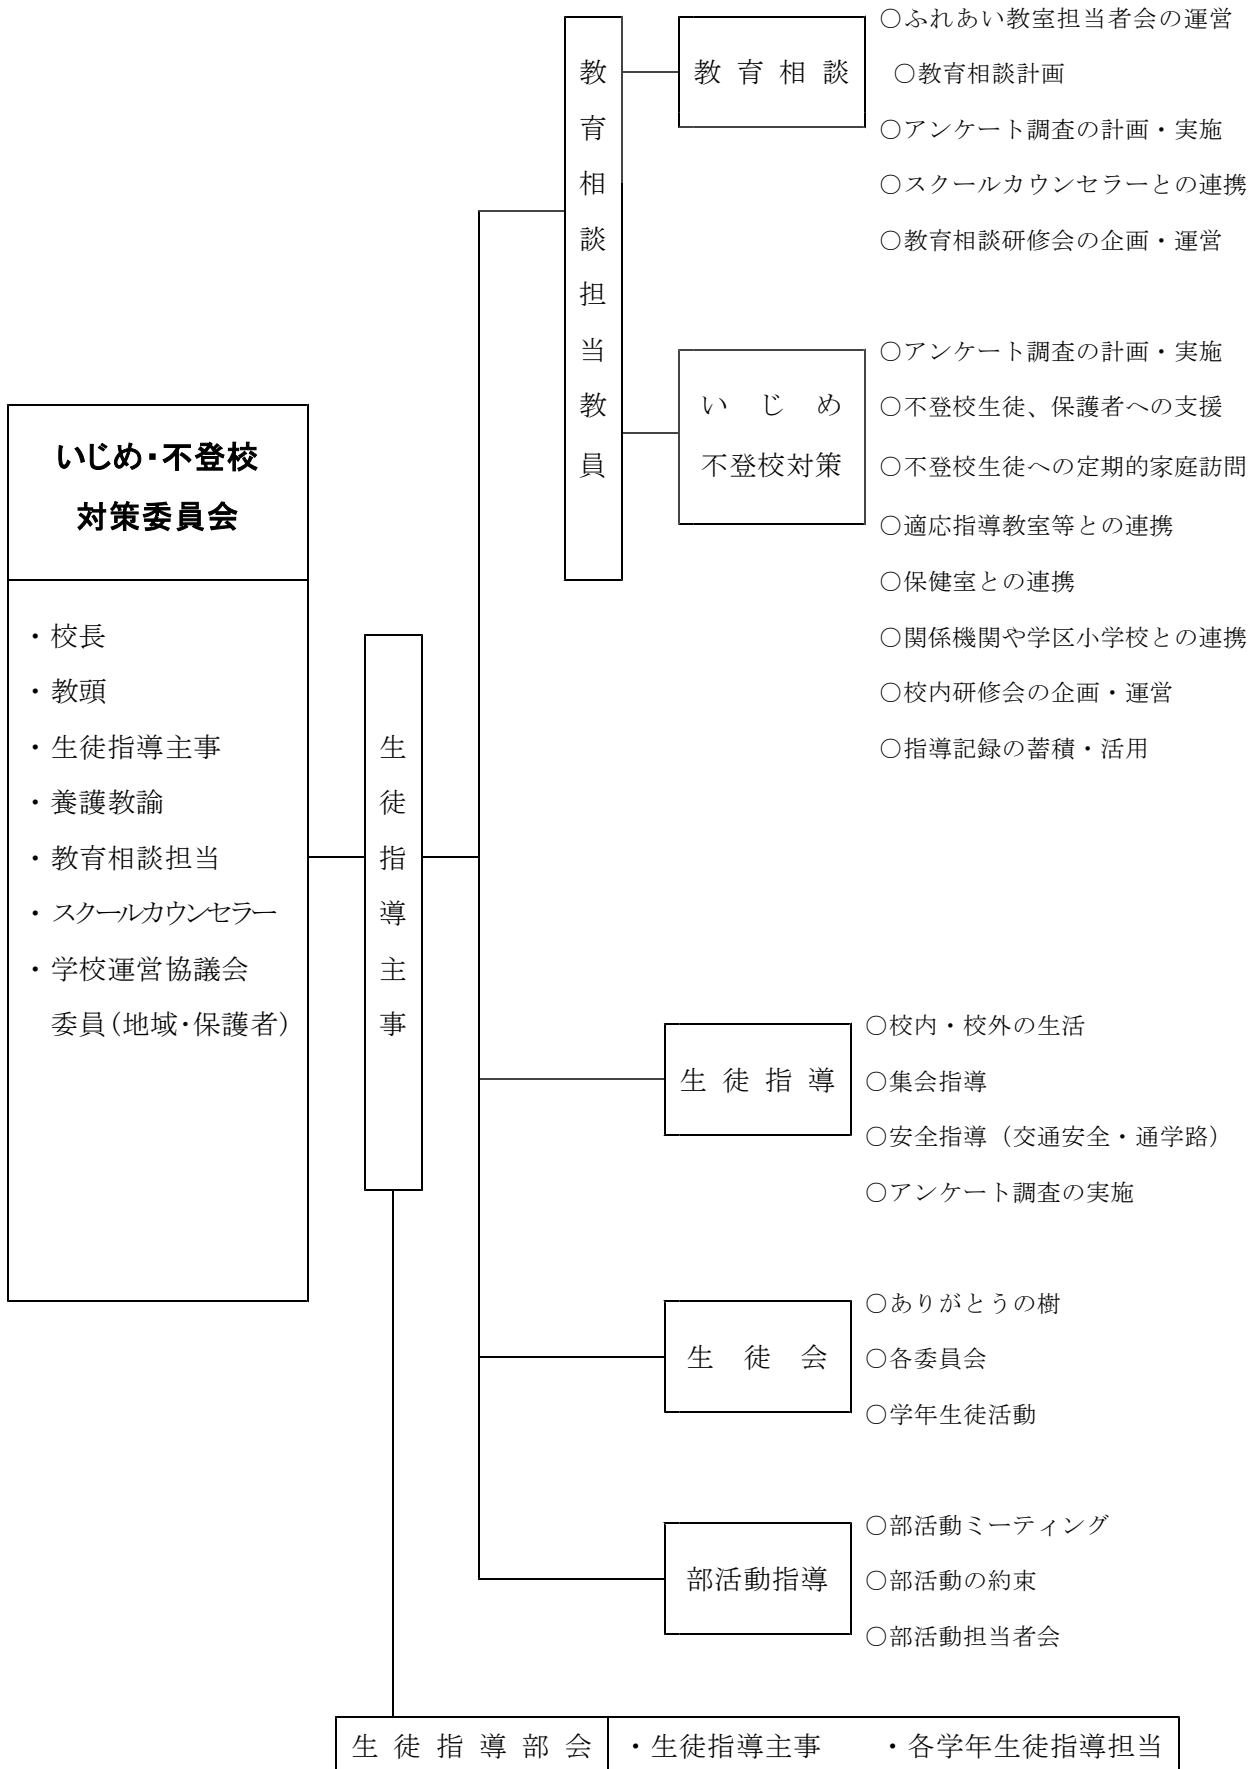 いじめ・不登校
対策委員会
・校長
・教頭
・生徒指導主事
・養護教諭
・教育相談担当
・スクールカウンセラー
・学校運営協議会
委員(地域・保護者)
生徒指導主事
教育相談担当教員
教育相談
○ふれあい教室担当者会の運営
○教育相談計画
○アンケート調査の計画・実施
○スクールカウンセラーとの連携
○教育相談研修会の企画・運営
いじめ
不登校対策
○アンケート調査の計画・実施
○不登校生徒、保護者への支援
○不登校生徒への定期的家庭訪問
○適応指導教室等との連携
○保健室との連携
○関係機関や学区小学校との連携
○校内研修会の企画・運営
○指導記録の蓄積・活用
生徒指導
○校内・校外の生活
○集会指導
○安全指導（交通安全・通学路）
○アンケート調査の実施
生徒会
○ありがとうの樹
○各委員会
○学年生徒活動
部活動指導
○部活動ミーティング
○部活動の約束
○部活動担当者会
生徒指導部会 ・生徒指導主事 ・各学年生徒指導担当